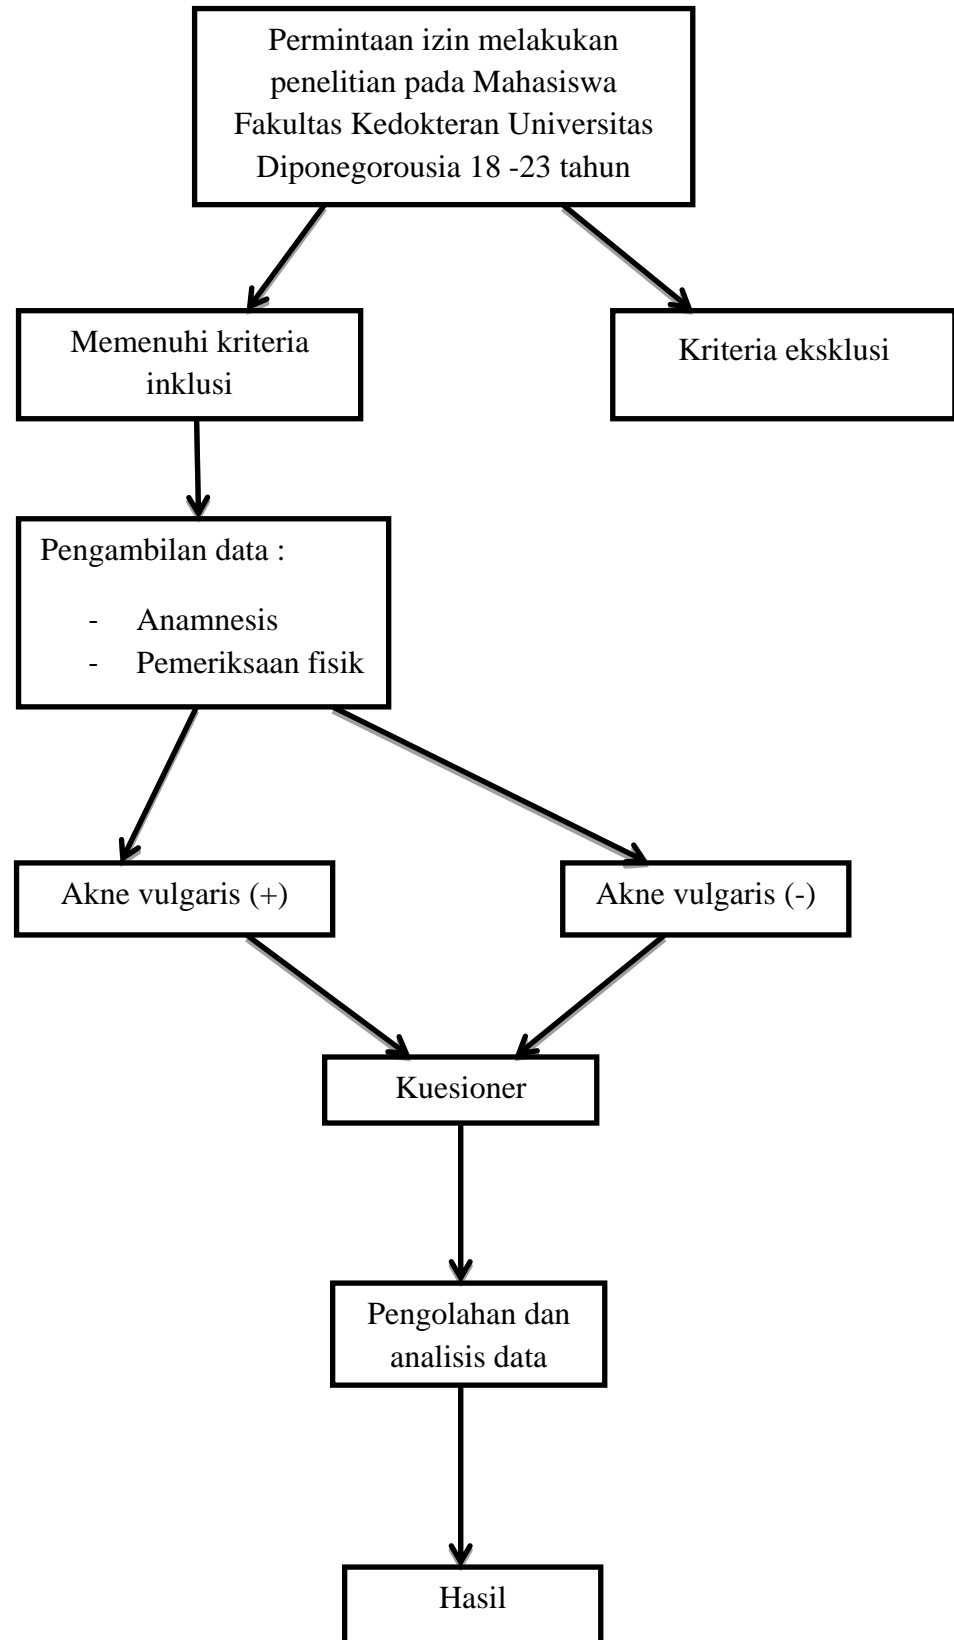 Permintaan izin melakukan
penelitian pada Mahasiswa
Fakultas Kedokteran Universitas
Diponegorousia 18 -23 tahun
Memenuhi kriteria
inklusi
Kriteria eksklusi
Pengambilan data :
- Anamnesis
- Pemeriksaan fisik
Akne vulgaris (+)
Akne vulgaris (-)
Kuesioner
Pengolahan dan
analisis data
Hasil